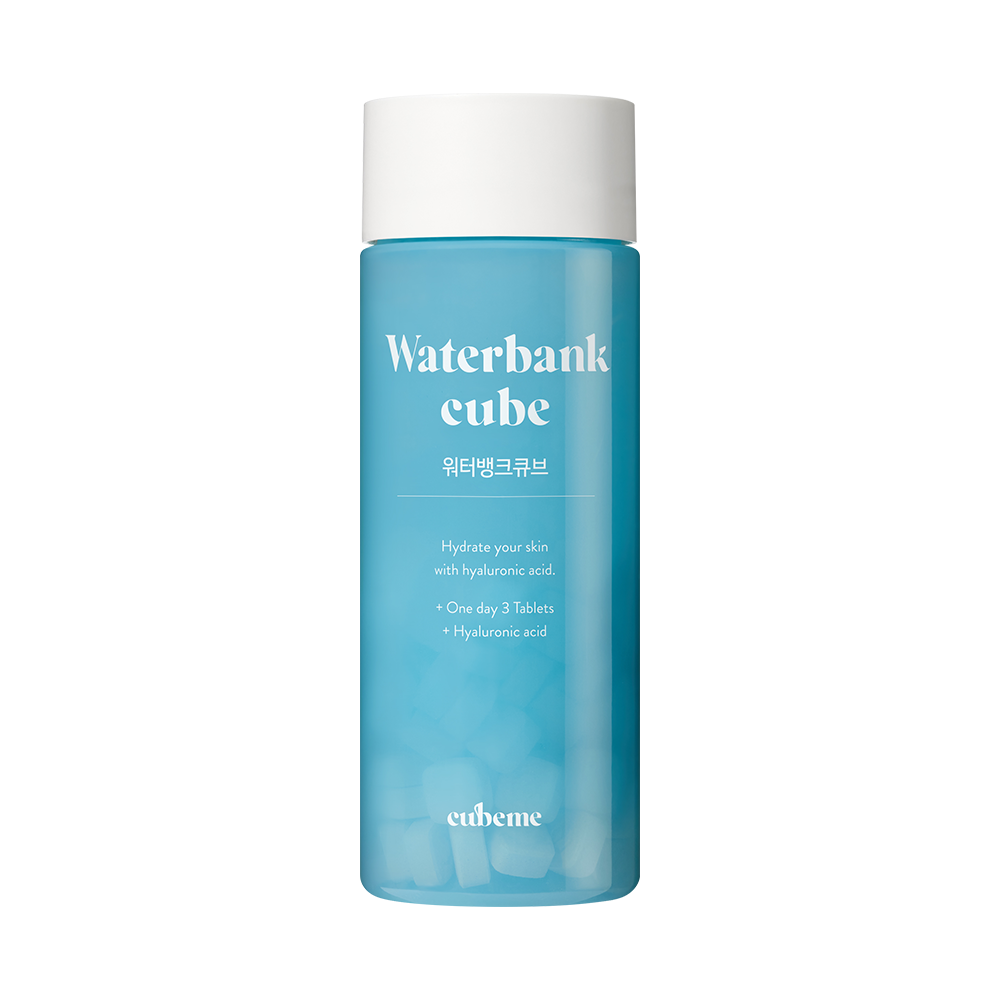 Waterbank
cube
워터뱅크큐브
Hydrate your skin
with hyaluronic acid.
+ One day 3 Tablets
+ Hyaluronic acid
cubeme